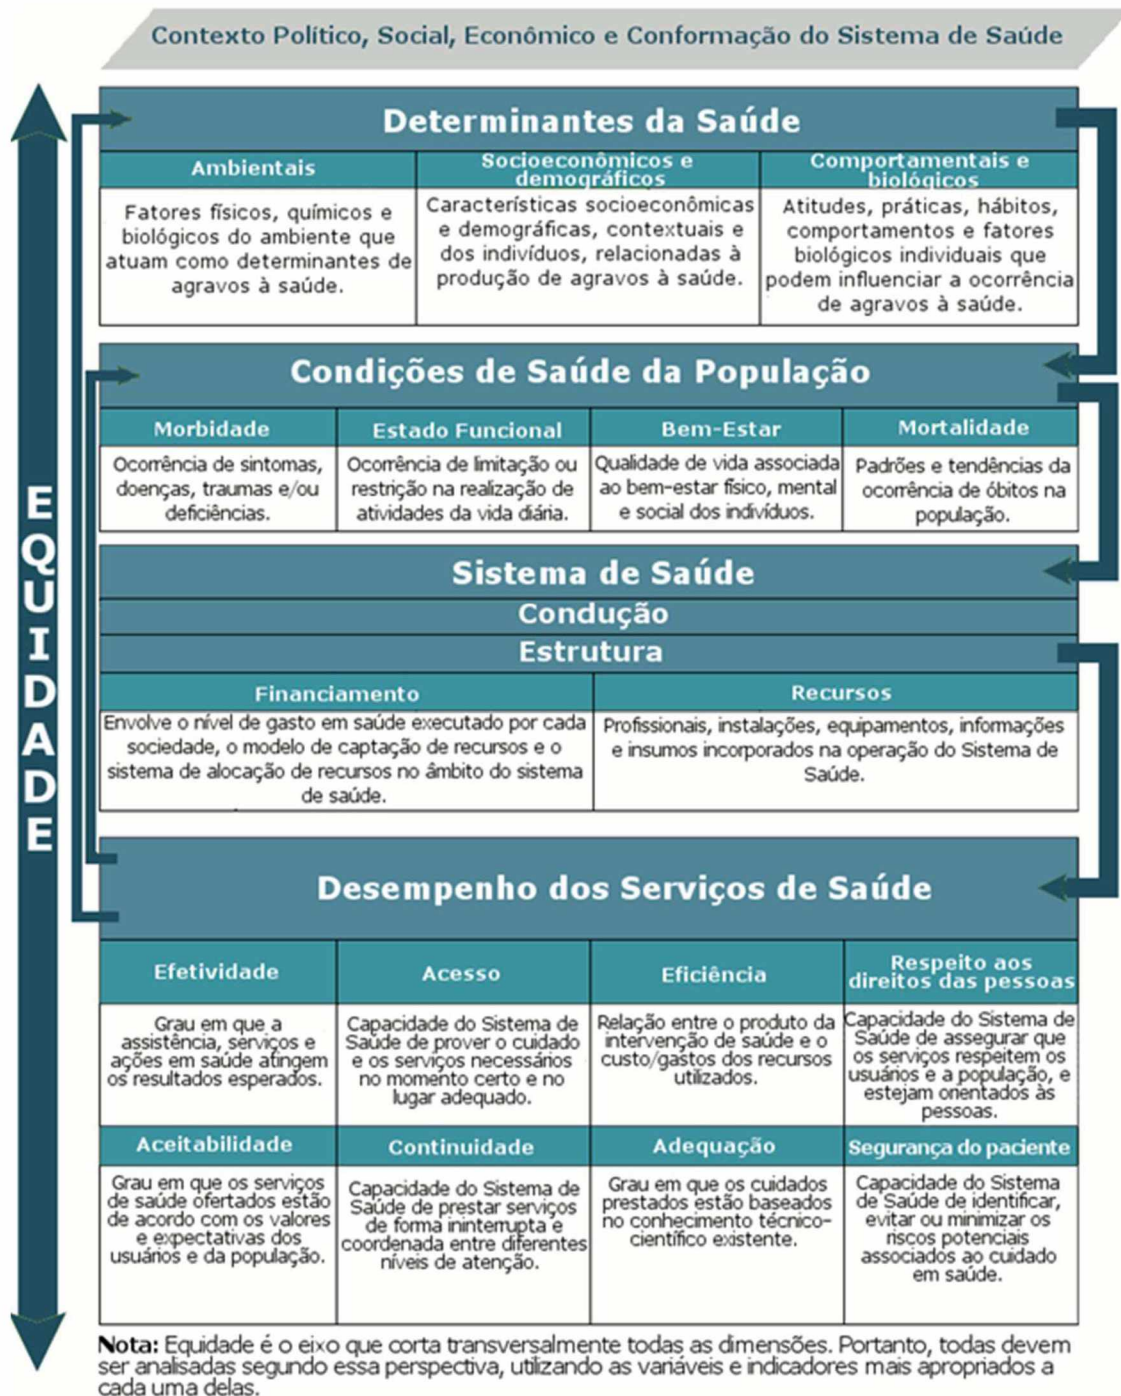 Contexto Político, Social, Econômico e Conformação do Sistema de Saúde
EQUIDADE
Determinantes da Saúde
Ambientais
Fatores físicos, químicos e
biológicos do ambiente que
atuam como determinantes de
agravos à saúde.
Socioeconômicos e
demográficos
Características socioeconômicas
e demográficas, contextuais e
dos indivíduos, relacionadas à
produção de agravos à saúde.
Comportamentais e
biológicos
Atitudes, práticas, hábitos,
comportamentos e fatores
biológicos individuais que
podem influenciar a ocorrência
de agravos à saúde.
Condições de Saúde da População
Morbidade
Ocorrência de sintomas,
doenças, traumas e/ou
deficiências.
Estado Funcional
Ocorrência de limitação ou
restrição na realização de
atividades da vida diária.
Bem-Estar
Qualidade de vida associada
ao bem-estar físico, mental
e social dos indivíduos.
Mortalidade
Padrões e tendências da
ocorrência de óbitos na
população.
Sistema de Saúde
Condução
Estrutura
Financiamento
Envolve o nível de gasto em saúde executado por cada
sociedade, o modelo de captação de recursos e o
sistema de alocação de recursos no âmbito do sistema
de saúde.
Recursos
Profissionais, instalações, equipamentos, informações
e insumos incorporados na operação do Sistema de
Saúde.
Desempenho dos Serviços de Saúde
Efetividade
Grau em que a
assistência, serviços e
ações em saúde atingem
os resultados esperados.
Acesso
Capacidade do Sistema de
Saúde de prover o cuidado
e os serviços necessários
no momento certo e no
lugar adequado.
Eficiência
Relação entre o produto da
intervenção de saúde e o
custo/gastos dos recursos
utilizados.
Respeito aos
direitos das pessoas
Capacidade do Sistema de
Saúde de assegurar que
os serviços respeitem os
usuários e a população, e
estejam orientados às
pessoas.
Aceitabilidade
Grau em que os serviços
de saúde ofertados estão
de acordo com os valores
e expectativas dos
usuários e da população.
Continuidade
Capacidade do Sistema de
Saúde de prestar serviços
de forma ininterrupta e
coordenada entre diferentes
níveis de atenção.
Adequação
Grau em que os cuidados
prestados estão baseados
no conhecimento técnico-
científico existente.
Segurança do paciente
Capacidade do Sistema
de Saúde de identificar,
evitar ou minimizar os
riscos potenciais
associados ao cuidado
em saúde.
Nota: Equidade é o eixo que corta transversalmente todas as dimensões. Portanto, todas devem
ser analisadas segundo essa perspectiva, utilizando as variáveis e indicadores mais apropriados a
cada uma delas.